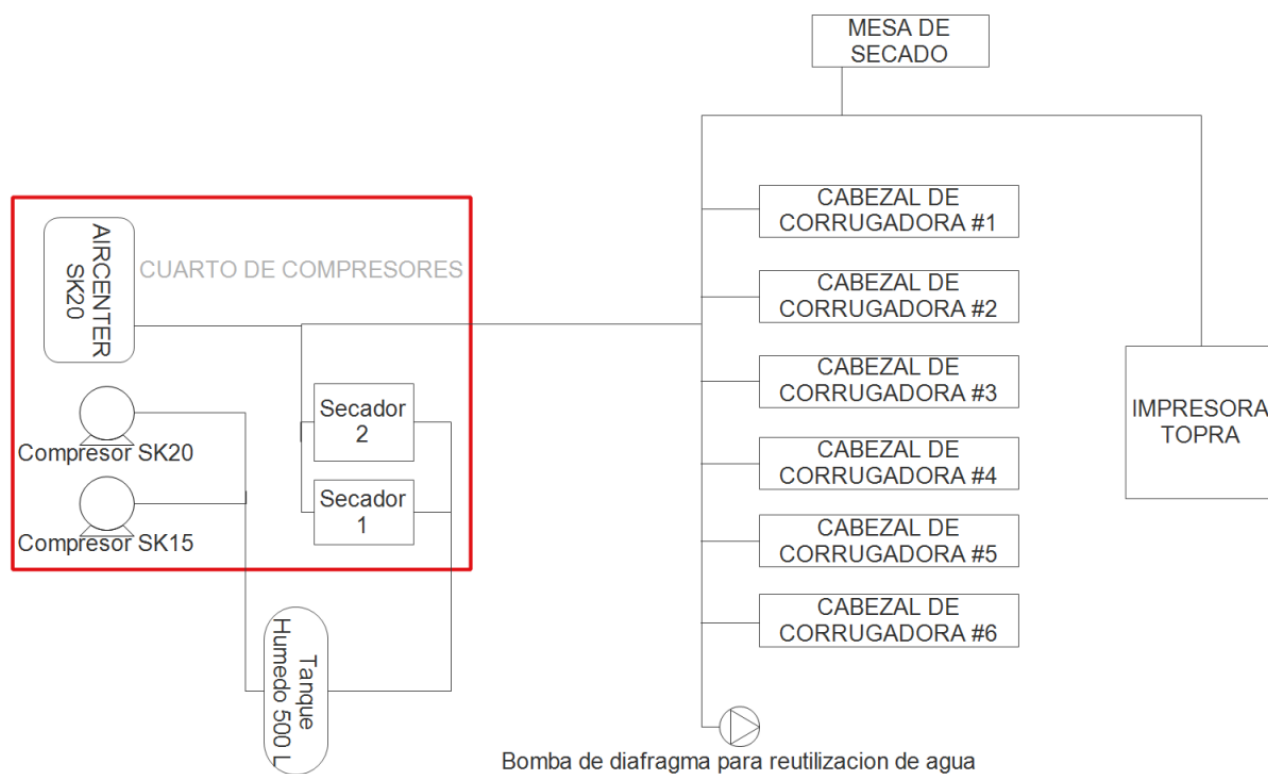 MESA DE
SECADO
CABEZAL DE
CORRUGADORA #1
AIRCENTER
SK20
CUARTO DE COMPRESORES
CABEZAL DE
CORRUGADORA #2
CABEZAL DE
CORRUGADORA #3
IMPRESORA
TOPRA
Secador
2
Compresor SK20
CABEZAL DE
CORRUGADORA #4
Secador
1
Compresor SK15
CABEZAL DE
CORRUGADORA #5
CABEZAL DE
CORRUGADORA #6
Tanque
Humedo 500 L
Bomba de diafragma para reutilizacion de agua